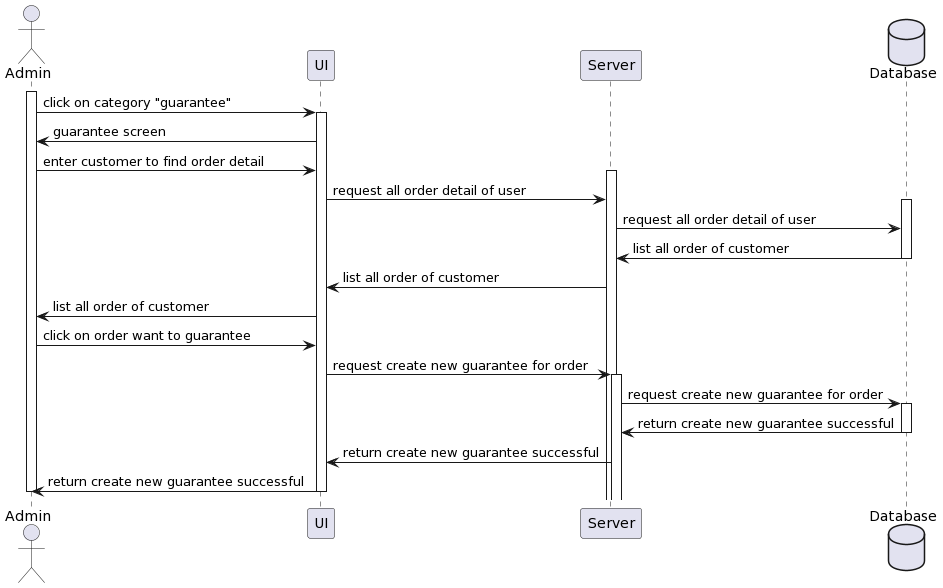 Admin
UI
Server
Database
click on category "guarantee"
guarantee screen
enter customer to find order detail
request all order detail of user
request all order detail of user
list all order of customer
list all order of customer
list all order of customer
click on order want to guarantee
request create new guarantee for order
request create new guarantee for order
return create new guarantee successful
return create new guarantee successful
return create new guarantee successful
Admin
UI
Server
Database